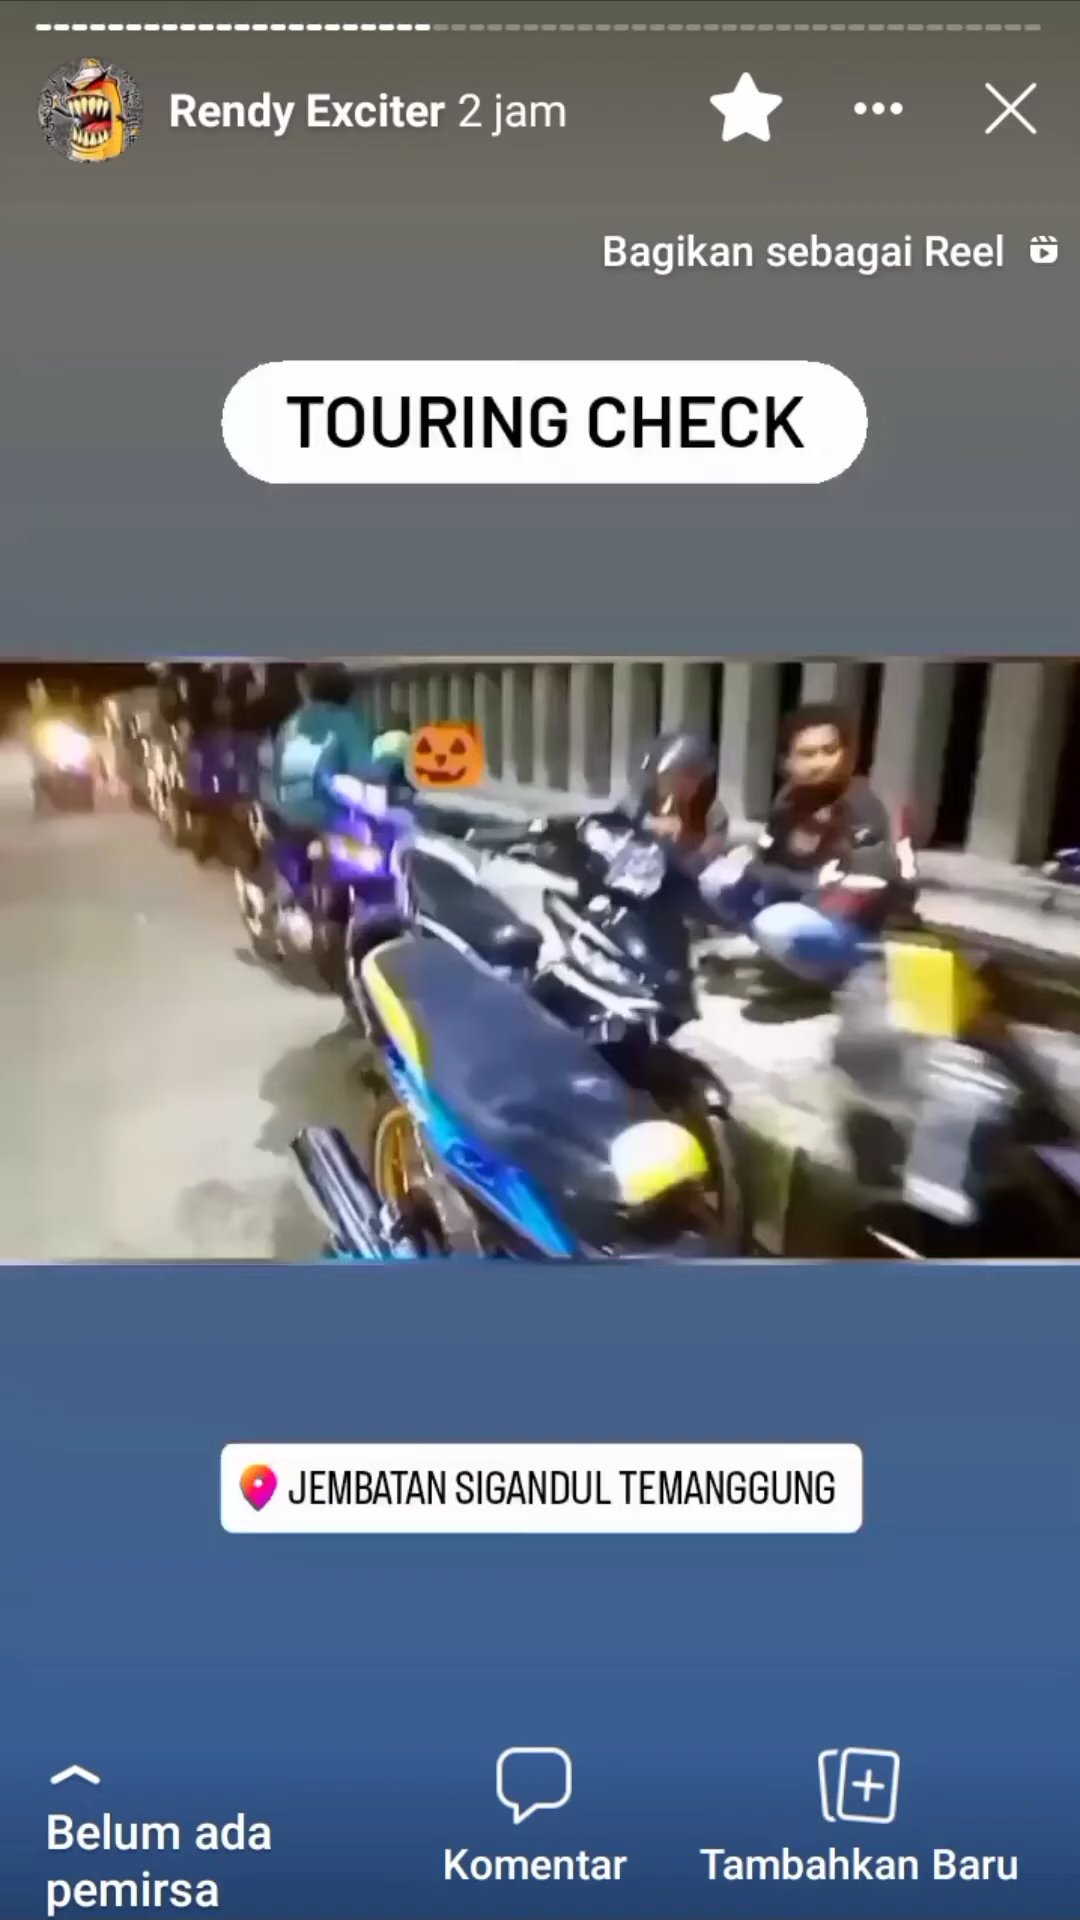 Rendy Exciter 2 jam
Bagikan sebagai Reel
TOURING CHECK
JEMBATAN SIGANDUL TEMANGGUNG
Belum ada
pemirsa
Komentar
Tambahkan Baru